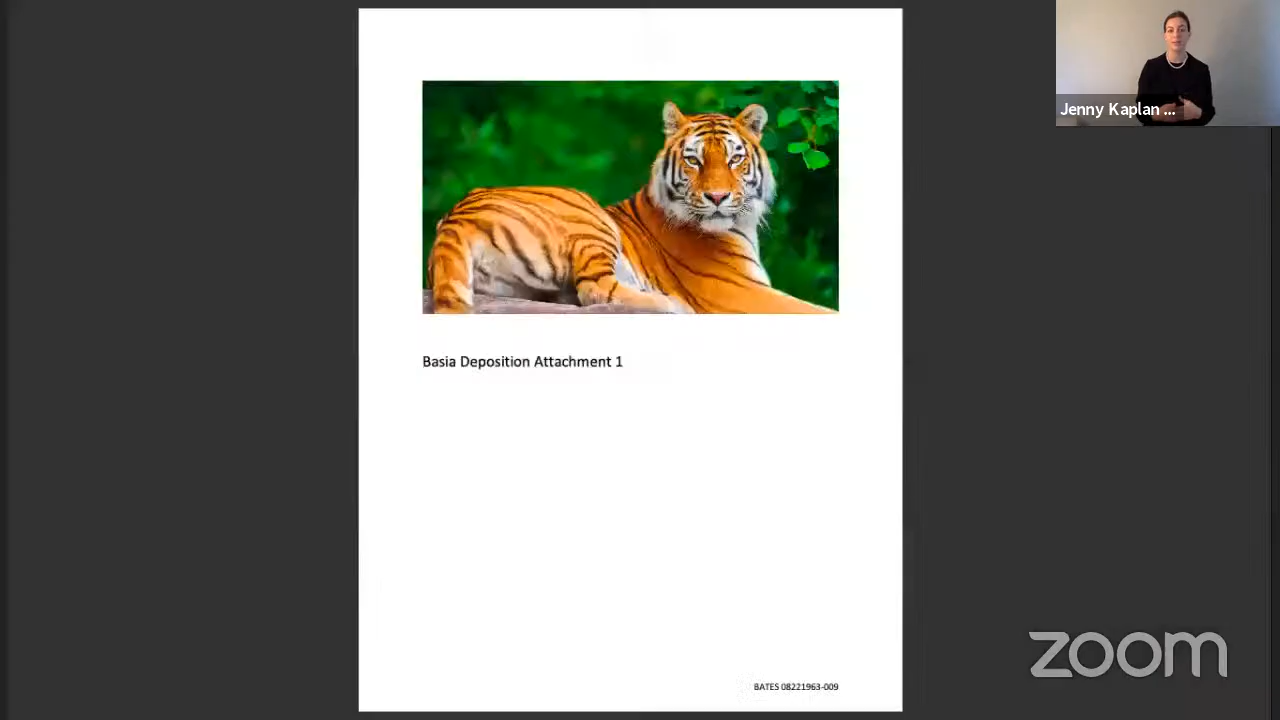 Jenny Kaplan ...
Basia Deposition Attachment 1
BATES 08221963-009
zoom